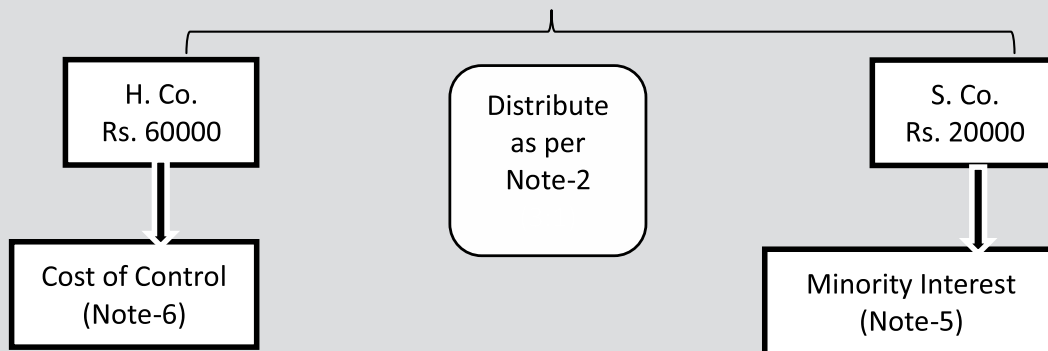 H. Co.
Rs. 60000
Distribute
as per
Note-2
S. Co.
Rs. 20000
Cost of Control
(Note-6)
Minority Interest
(Note-5)